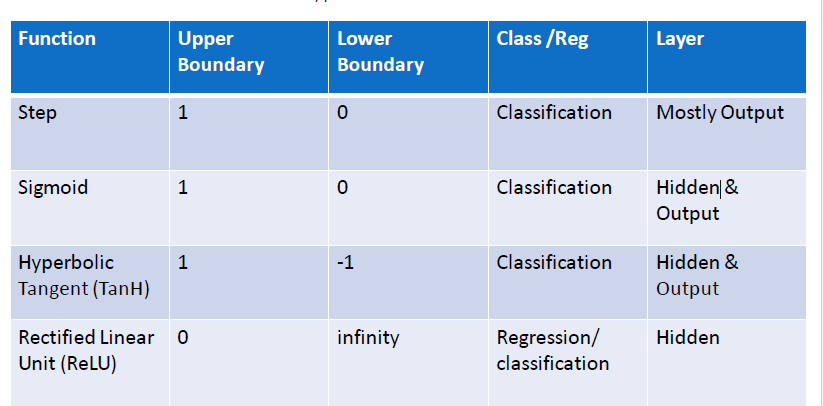 Function Upper Boundary Lower Boundary Class /Reg Layer
Step 1 0 Classification Mostly Output
Sigmoid 1 0 Classification Hidden & Output
Hyperbolic Tangent (TanH) 1 -1 Classification Hidden & Output
Rectified Linear Unit (ReLU) 0 infinity Regression/ classification Hidden